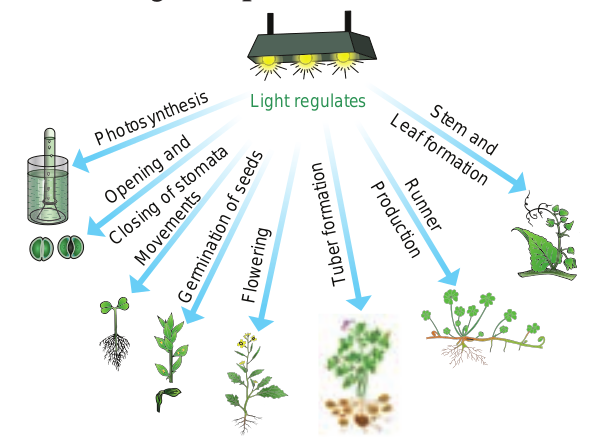 Light regulates
Photosynthesis
Opening and
Closing of stomata
Movements
Germination of seeds
Flowering
Tuber formation
Runner
Production
Stem and
Leaf formation